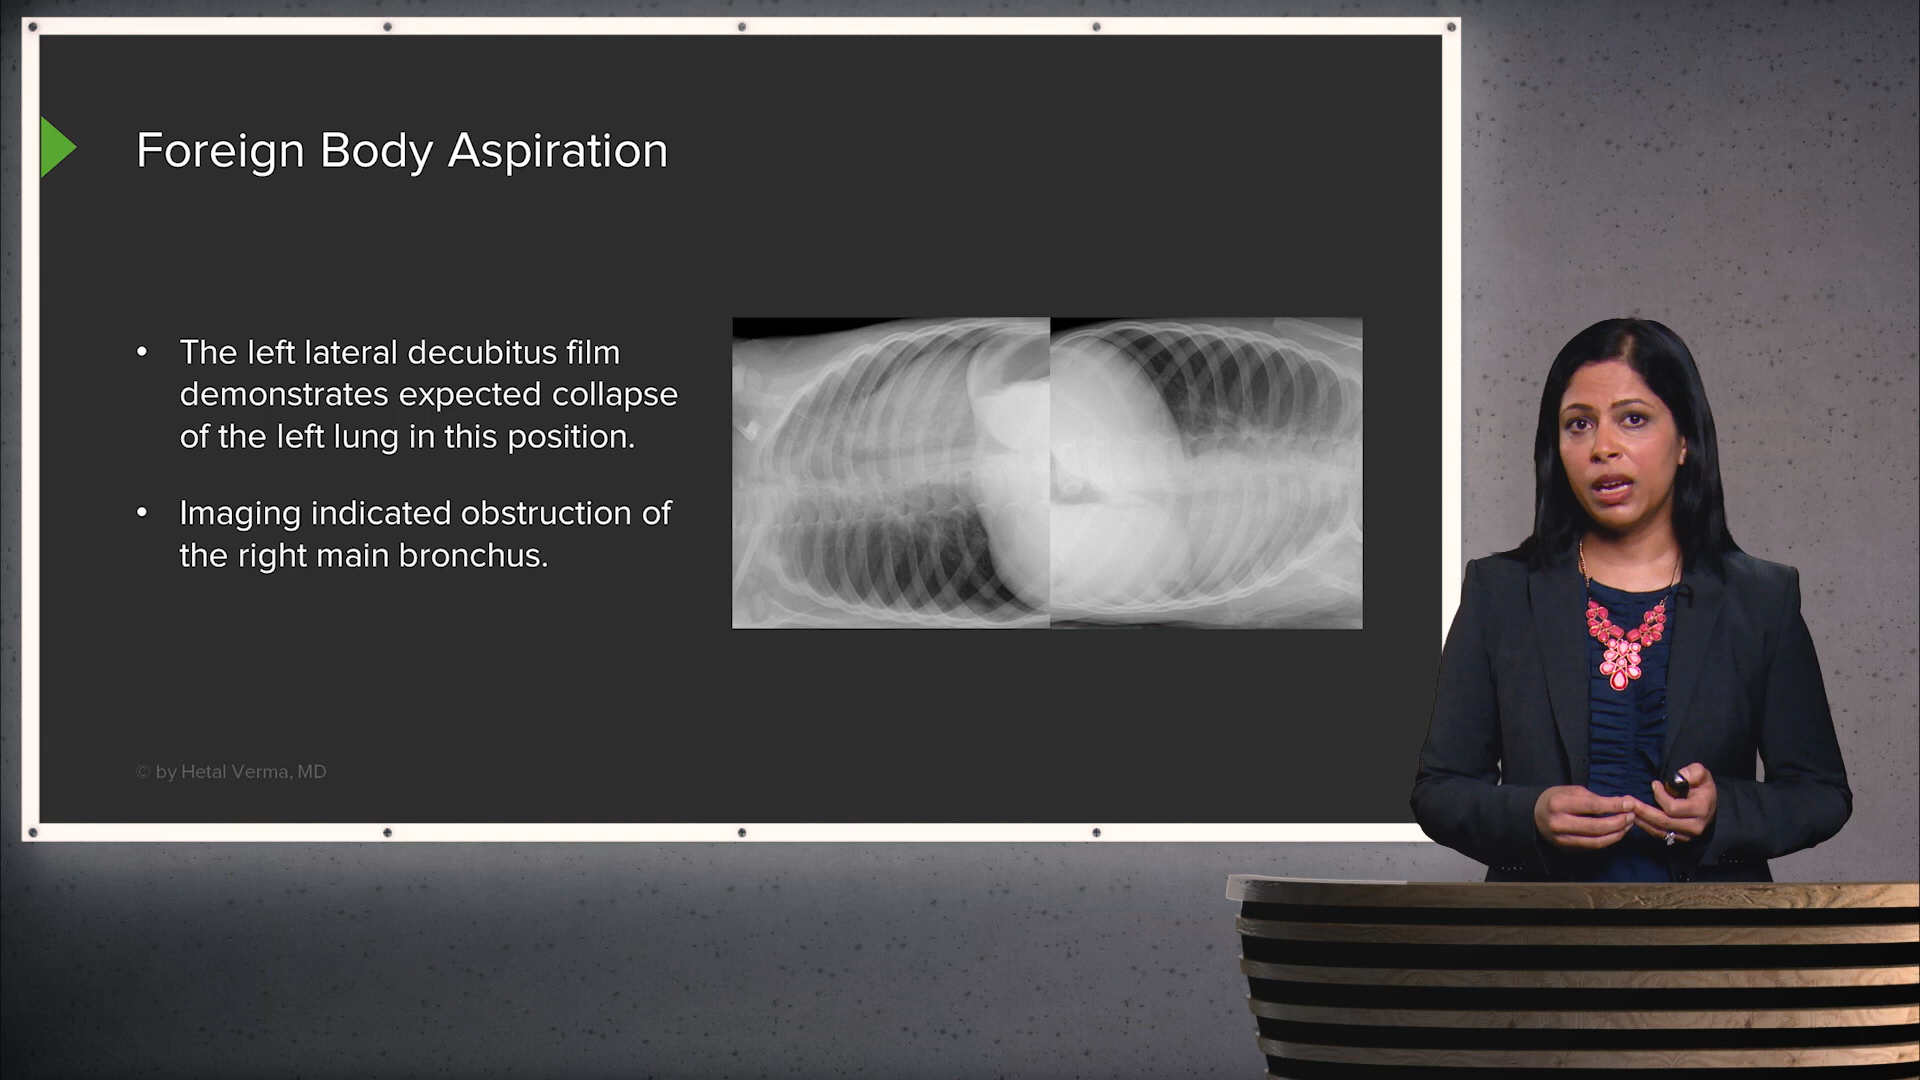 Foreign Body Aspiration
• The left lateral decubitus film
demonstrates expected collapse
of the left lung in this position.
• Imaging indicated obstruction of
the right main bronchus.
© by Hetal Verma, MD